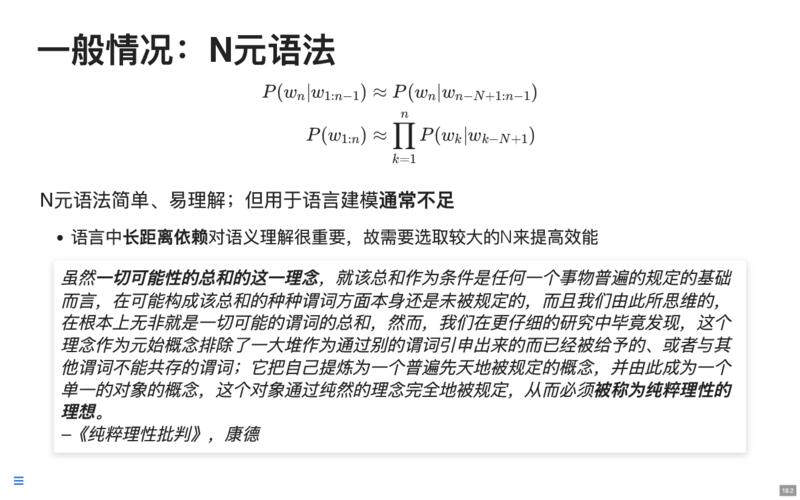 一般情况：N元语法
P(wₙ|w₁:ₙ₋₁) ≈ P(wₙ|wₙ₋N₊₁:ₙ₋₁)
P(w₁:ₙ) ≈ ∏ₖ₌₁ⁿ P(wₖ|wₖ₋N₊₁)
N元语法简单、易理解；但用于语言建模通常不足
• 语言中长距离依赖对语义理解很重要，故需要选取较大的N来提高效能
虽然一切可能性的总和的这一理念，就该总和作为条件是任何一个事物普遍的规定的基础
而言，在可能构成该总和的种种谓词方面本身还是未被规定的，而且我们由此所思维的，
在根本上无非就是一切可能的谓词的总和，然而，我们在更仔细的研究中毕竟发现，这个
理念作为元始概念排除了一大堆作为通过别的谓词引申出来的而已经被给予的、或者与其
他谓词不能共存的谓词；它把自己提炼为一个普遍先天地被规定的概念，并由此成为一个
单一的对象的概念，这个对象通过纯然的理念完全地被规定，从而必须被称为纯粹理性的
理想。
–《纯粹理性批判》，康德
18.2